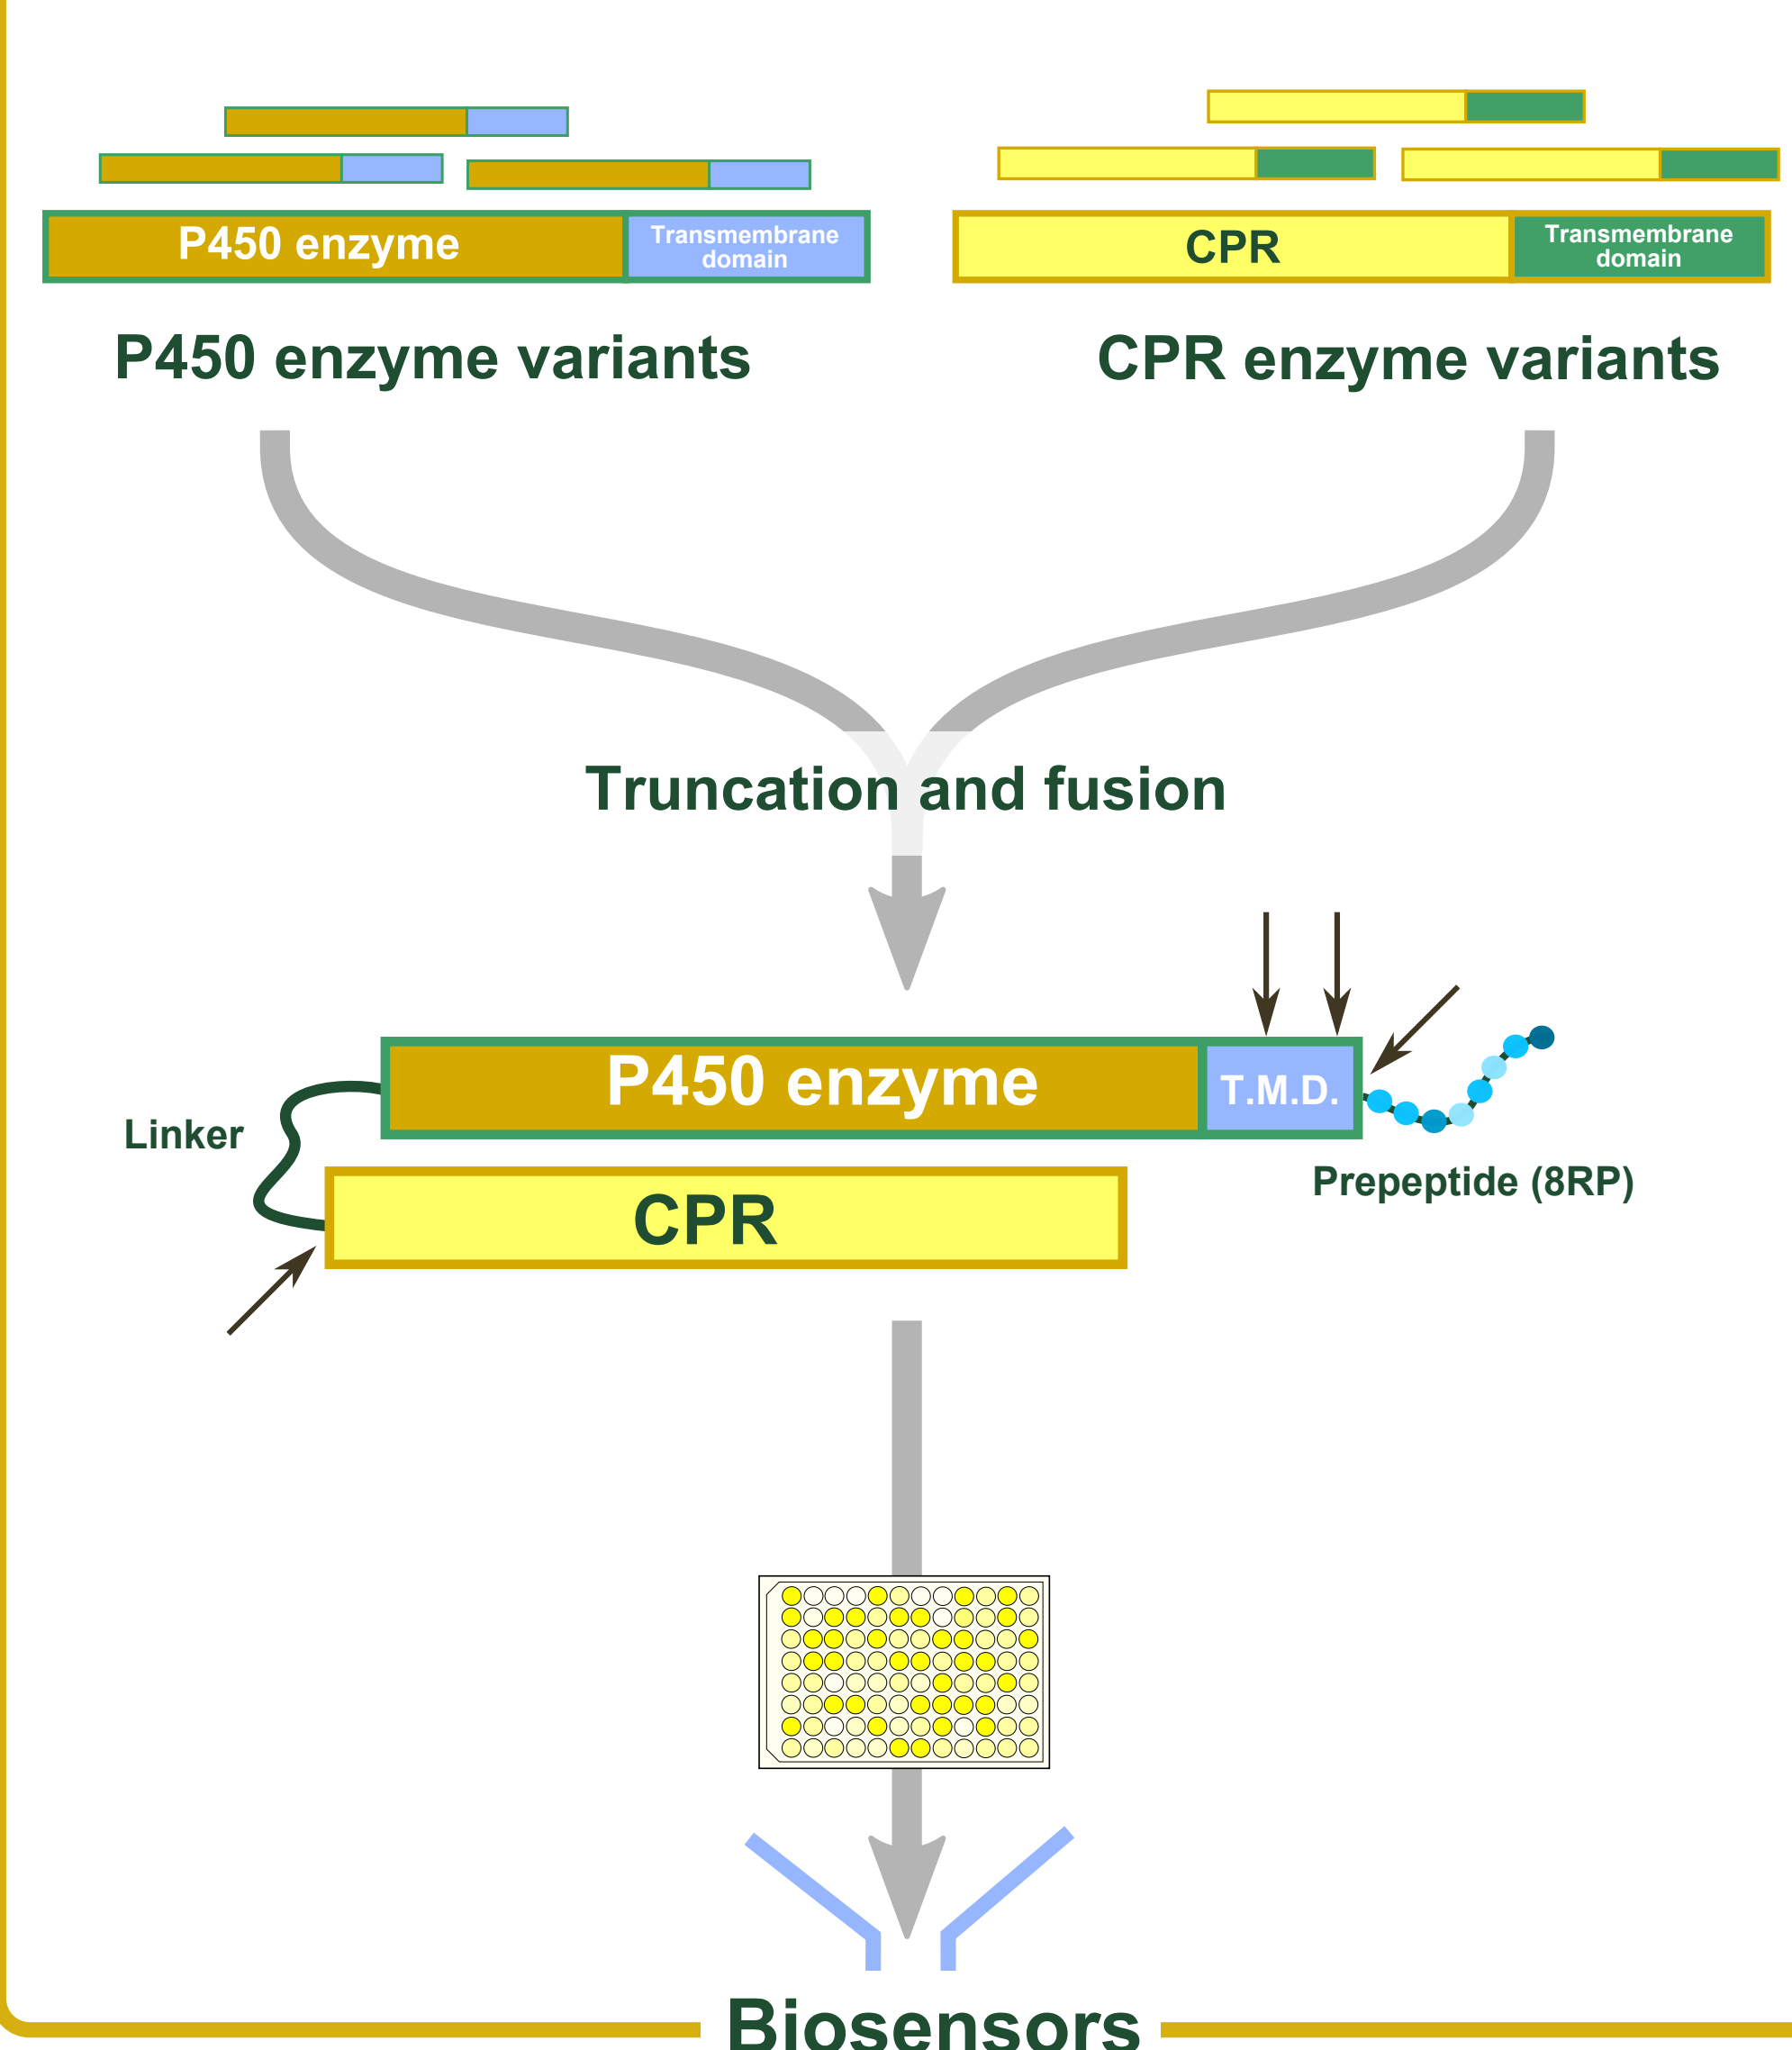 P450 enzyme
Transmembrane
domain
CPR
Transmembrane
domain
P450 enzyme variants
CPR enzyme variants
Truncation and fusion
P450 enzyme
T.M.D.
Linker
Prepeptide (8RP)
CPR
Biosensors